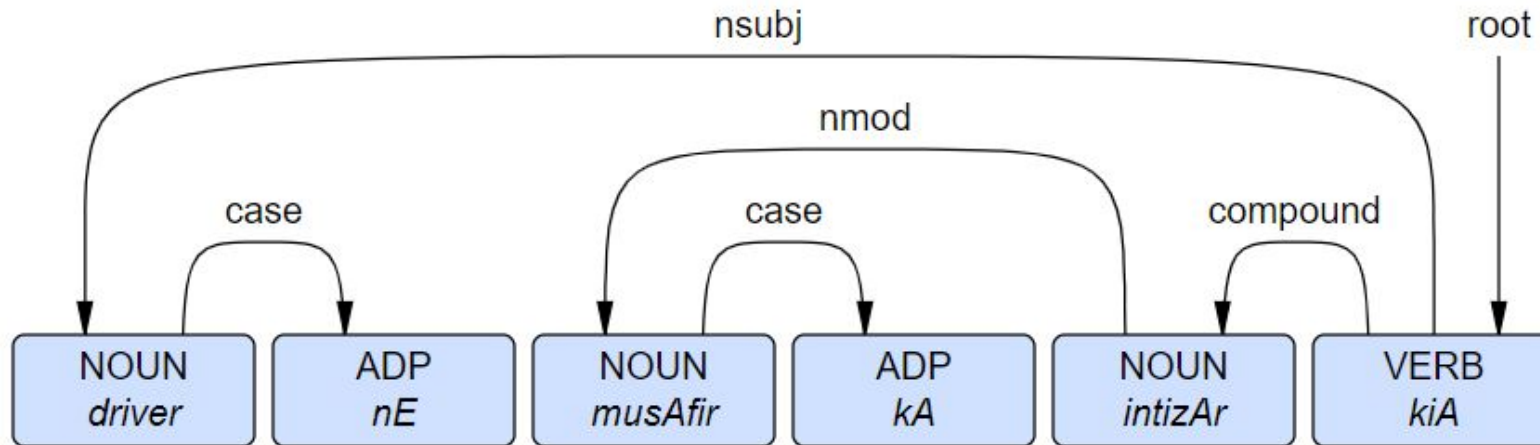 nsubj root
nmod
case case compound
NOUN ADP NOUN ADP NOUN VERB
driver nE musAfir kA intizAr kiA